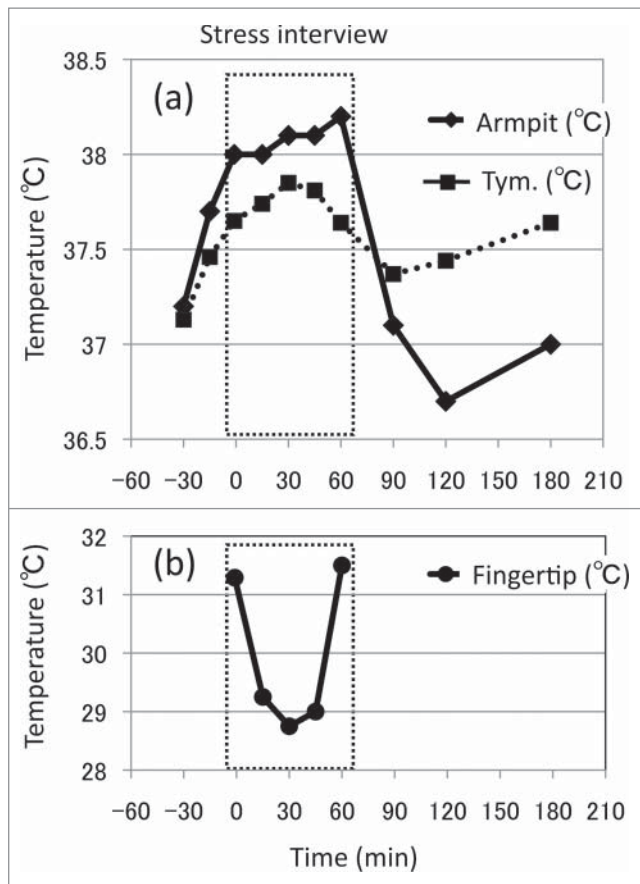 Stress interview
(a)
Armpit (℃)
Tym. (℃)
Temperature (℃)
38.5
38
37.5
37
36.5
−60 −30 0 30 60 90 120 150 180 210
(b)
Fingertip (℃)
Temperature (℃)
32
31
30
29
28
−60 −30 0 30 60 90 120 150 180 210
Time (min)